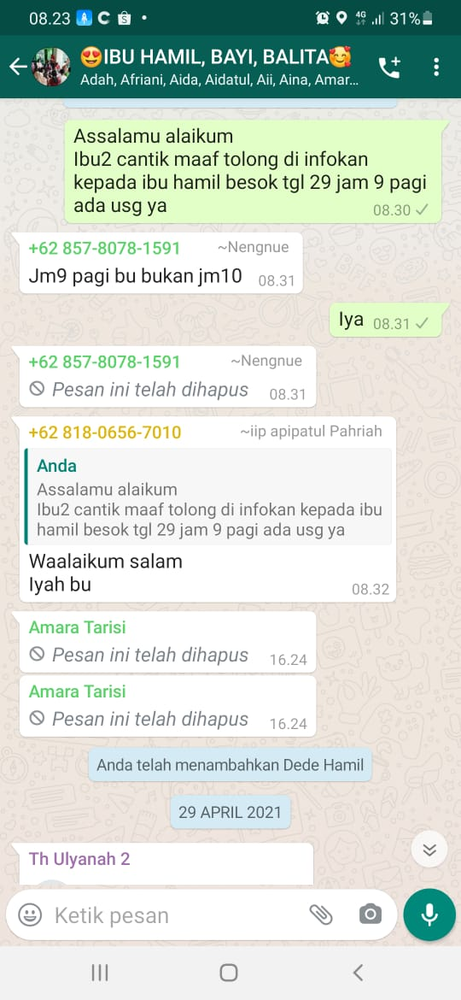 08.23
4G
31%
😍IBU HAMIL, BAYI, BALITA🥰
Adah, Afriani, Aida, Aidatul, Aii, Aina, Amar...
Assalamu alaikum
Ibu2 cantik maaf tolong di infokan
kepada ibu hamil besok tgl 29 jam 9 pagi
ada usg ya
08.30
+62 857-8078-1591 ~Nengnue
Jm9 pagi bu bukan jm10 08.31
Iya 08.31
+62 857-8078-1591 ~Nengnue
Pesan ini telah dihapus 08.31
+62 818-0656-7010 ~iip apipatul Pahriah
Anda
Assalamu alaikum
Ibu2 cantik maaf tolong di infokan kepada ibu
hamil besok tgl 29 jam 9 pagi ada usg ya
Waalaikum salam
Iyah bu
08.32
Amara Tarisi
Pesan ini telah dihapus 16.24
Amara Tarisi
Pesan ini telah dihapus 16.24
Anda telah menambahkan Dede Hamil
29 APRIL 2021
Th Ulyanah 2
Ketik pesan